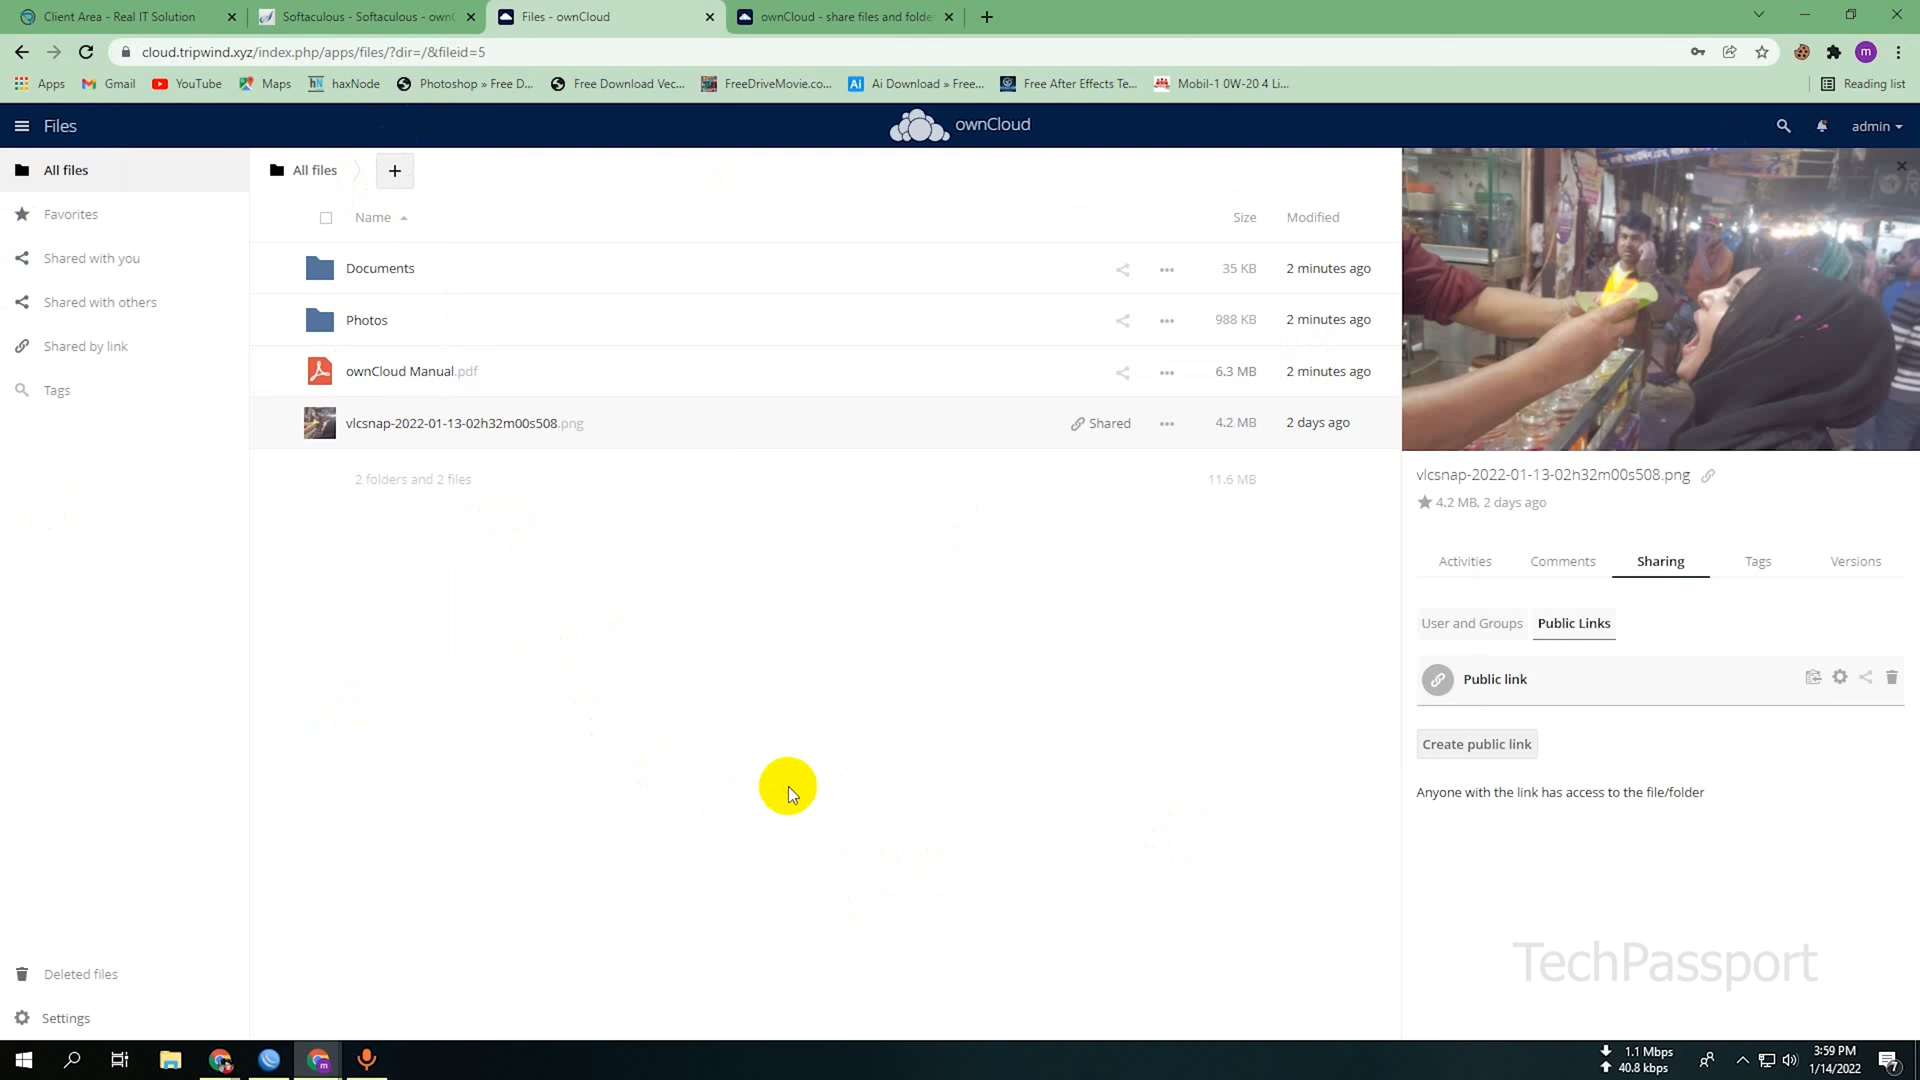 Client Area - Real IT Solution
Softaculous - Softaculous - ownC
Files - ownCloud
ownCloud - share files and folde
cloud.tripwind.xyz/index.php/apps/files/?dir=/&fileid=5
m
Apps
Gmail
YouTube
Maps
hn haxNode
Photoshop » Free D...
Free Download Vec...
FreeDriveMovie.co...
Ai Ai Download » Free...
Free After Effects Te...
Mobil-1 0W-20 4 Li...
Reading list
Files
ownCloud
admin
All files
Favorites
Shared with you
Shared with others
Shared by link
Tags
Deleted files
Settings
All files
+
Name
Size
Modified
Documents
35 KB
2 minutes ago
Photos
988 KB
2 minutes ago
ownCloud Manual.pdf
6.3 MB
2 minutes ago
vlcsnap-2022-01-13-02h32m00s508.png
Shared
4.2 MB
2 days ago
2 folders and 2 files
11.6 MB
vlcsnap-2022-01-13-02h32m00s508.png
4.2 MB, 2 days ago
Activities
Comments
Sharing
Tags
Versions
User and Groups
Public Links
Public link
Create public link
Anyone with the link has access to the file/folder
TechPassport
1.1 Mbps
40.8 kbps
3:59 PM
1/14/2022
7